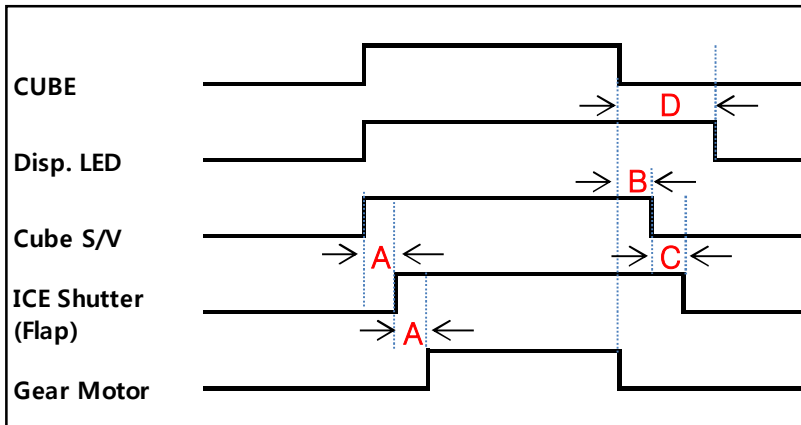 CUBE
D
Disp. LED
B
Cube S/V
A
C
ICE Shutter
(Flap)
A
Gear Motor